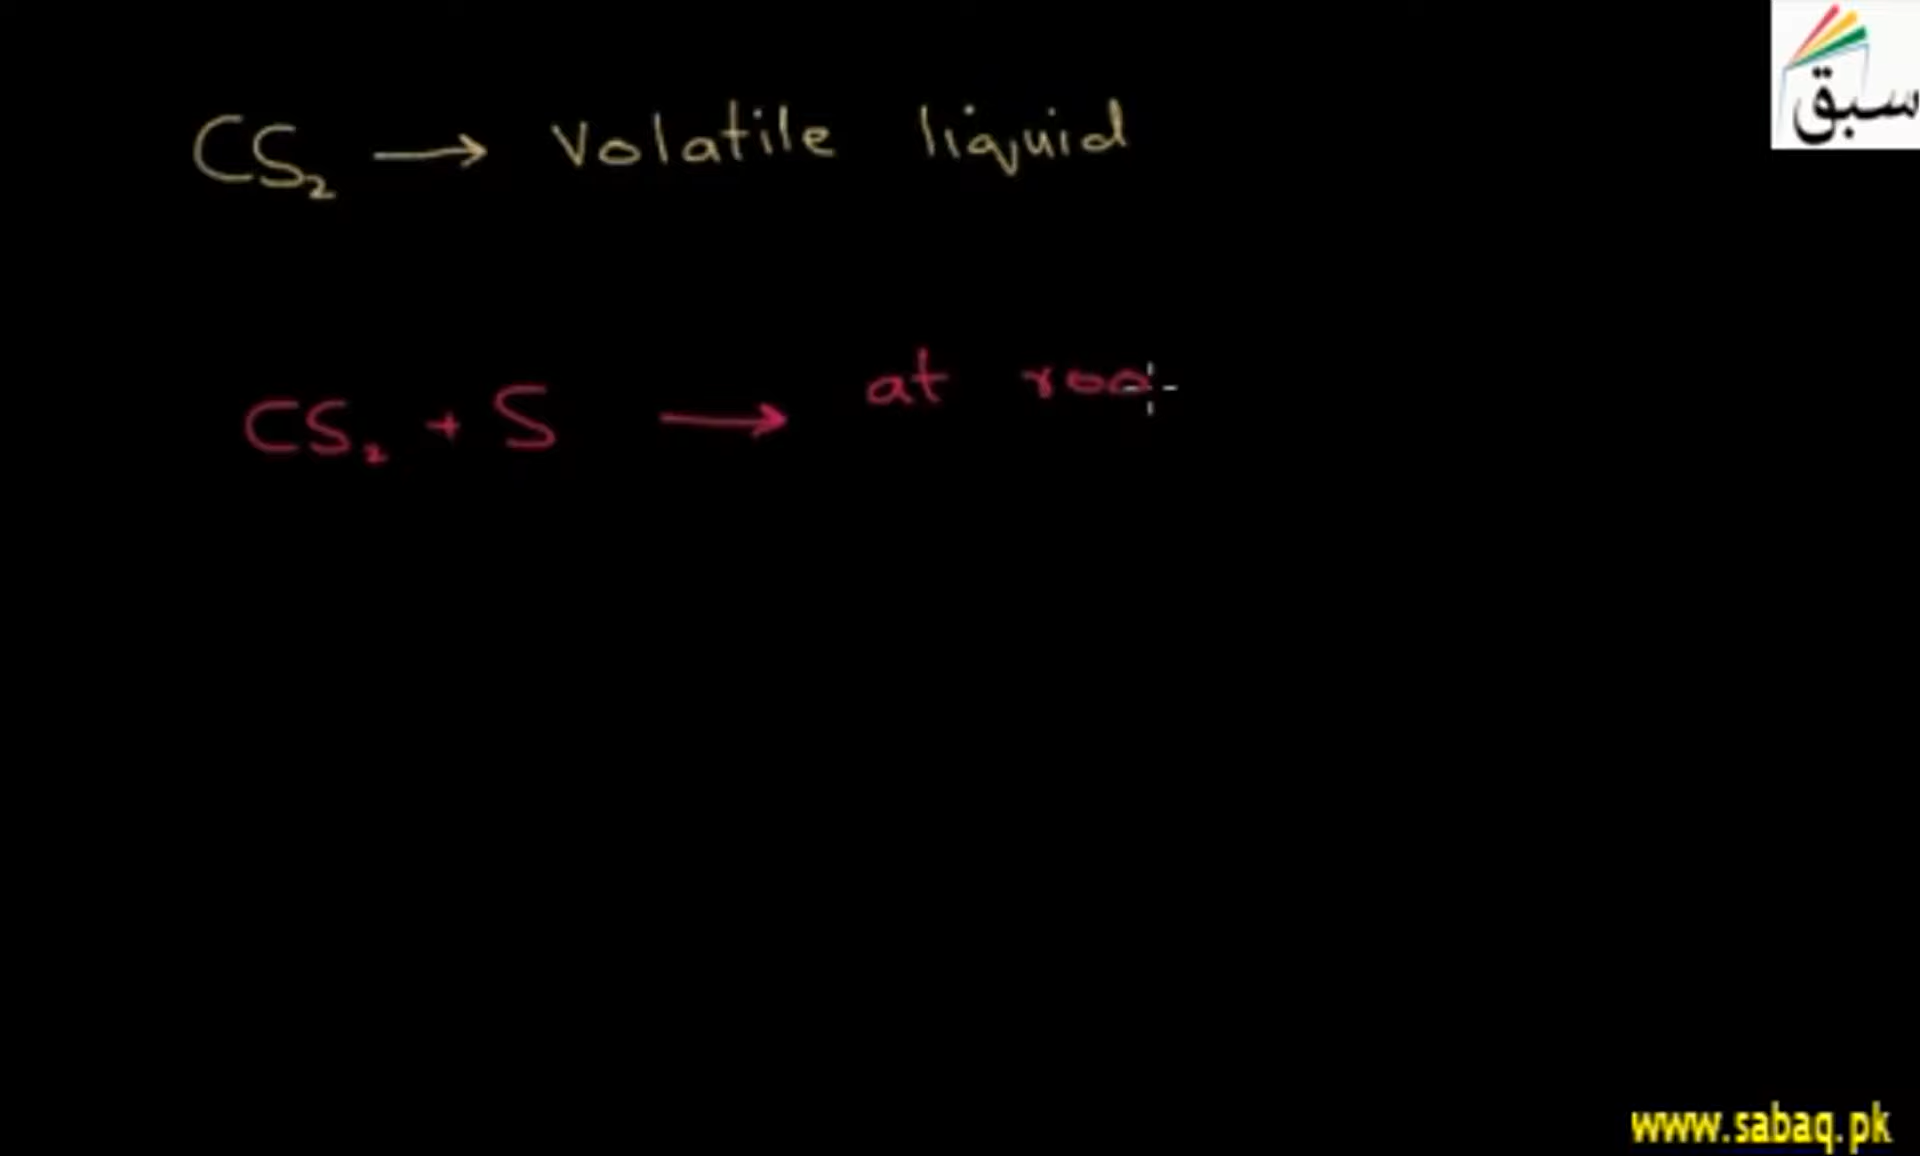 سبق
CS₂ → Volatile liquid
CS₂ + S → at roo
www.sabaq.pk